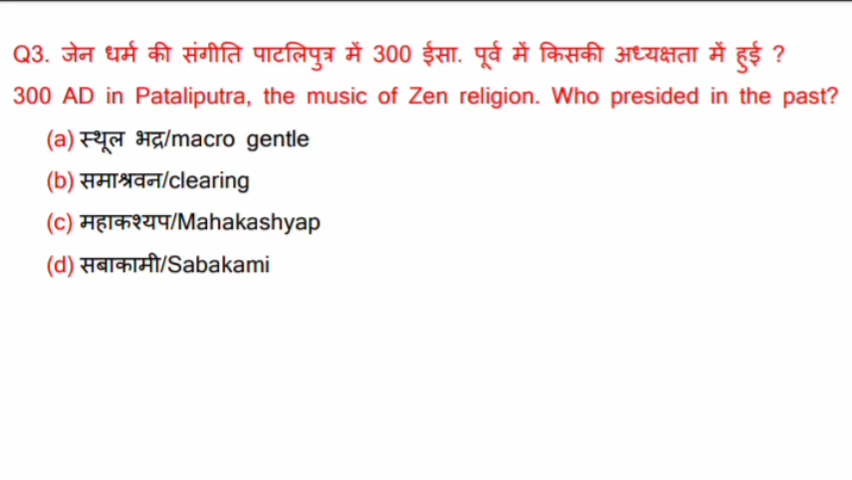 Q3. जेन धर्म की संगीति पाटलिपुत्र में 300 ईसा. पूर्व में किसकी अध्यक्षता में हुई ?
300 AD in Pataliputra, the music of Zen religion. Who presided in the past?
(a) स्थूल भद्र/macro gentle
(b) समाश्रवन/clearing
(c) महाकश्यप/Mahakashyap
(d) सबाकामी/Sabakami